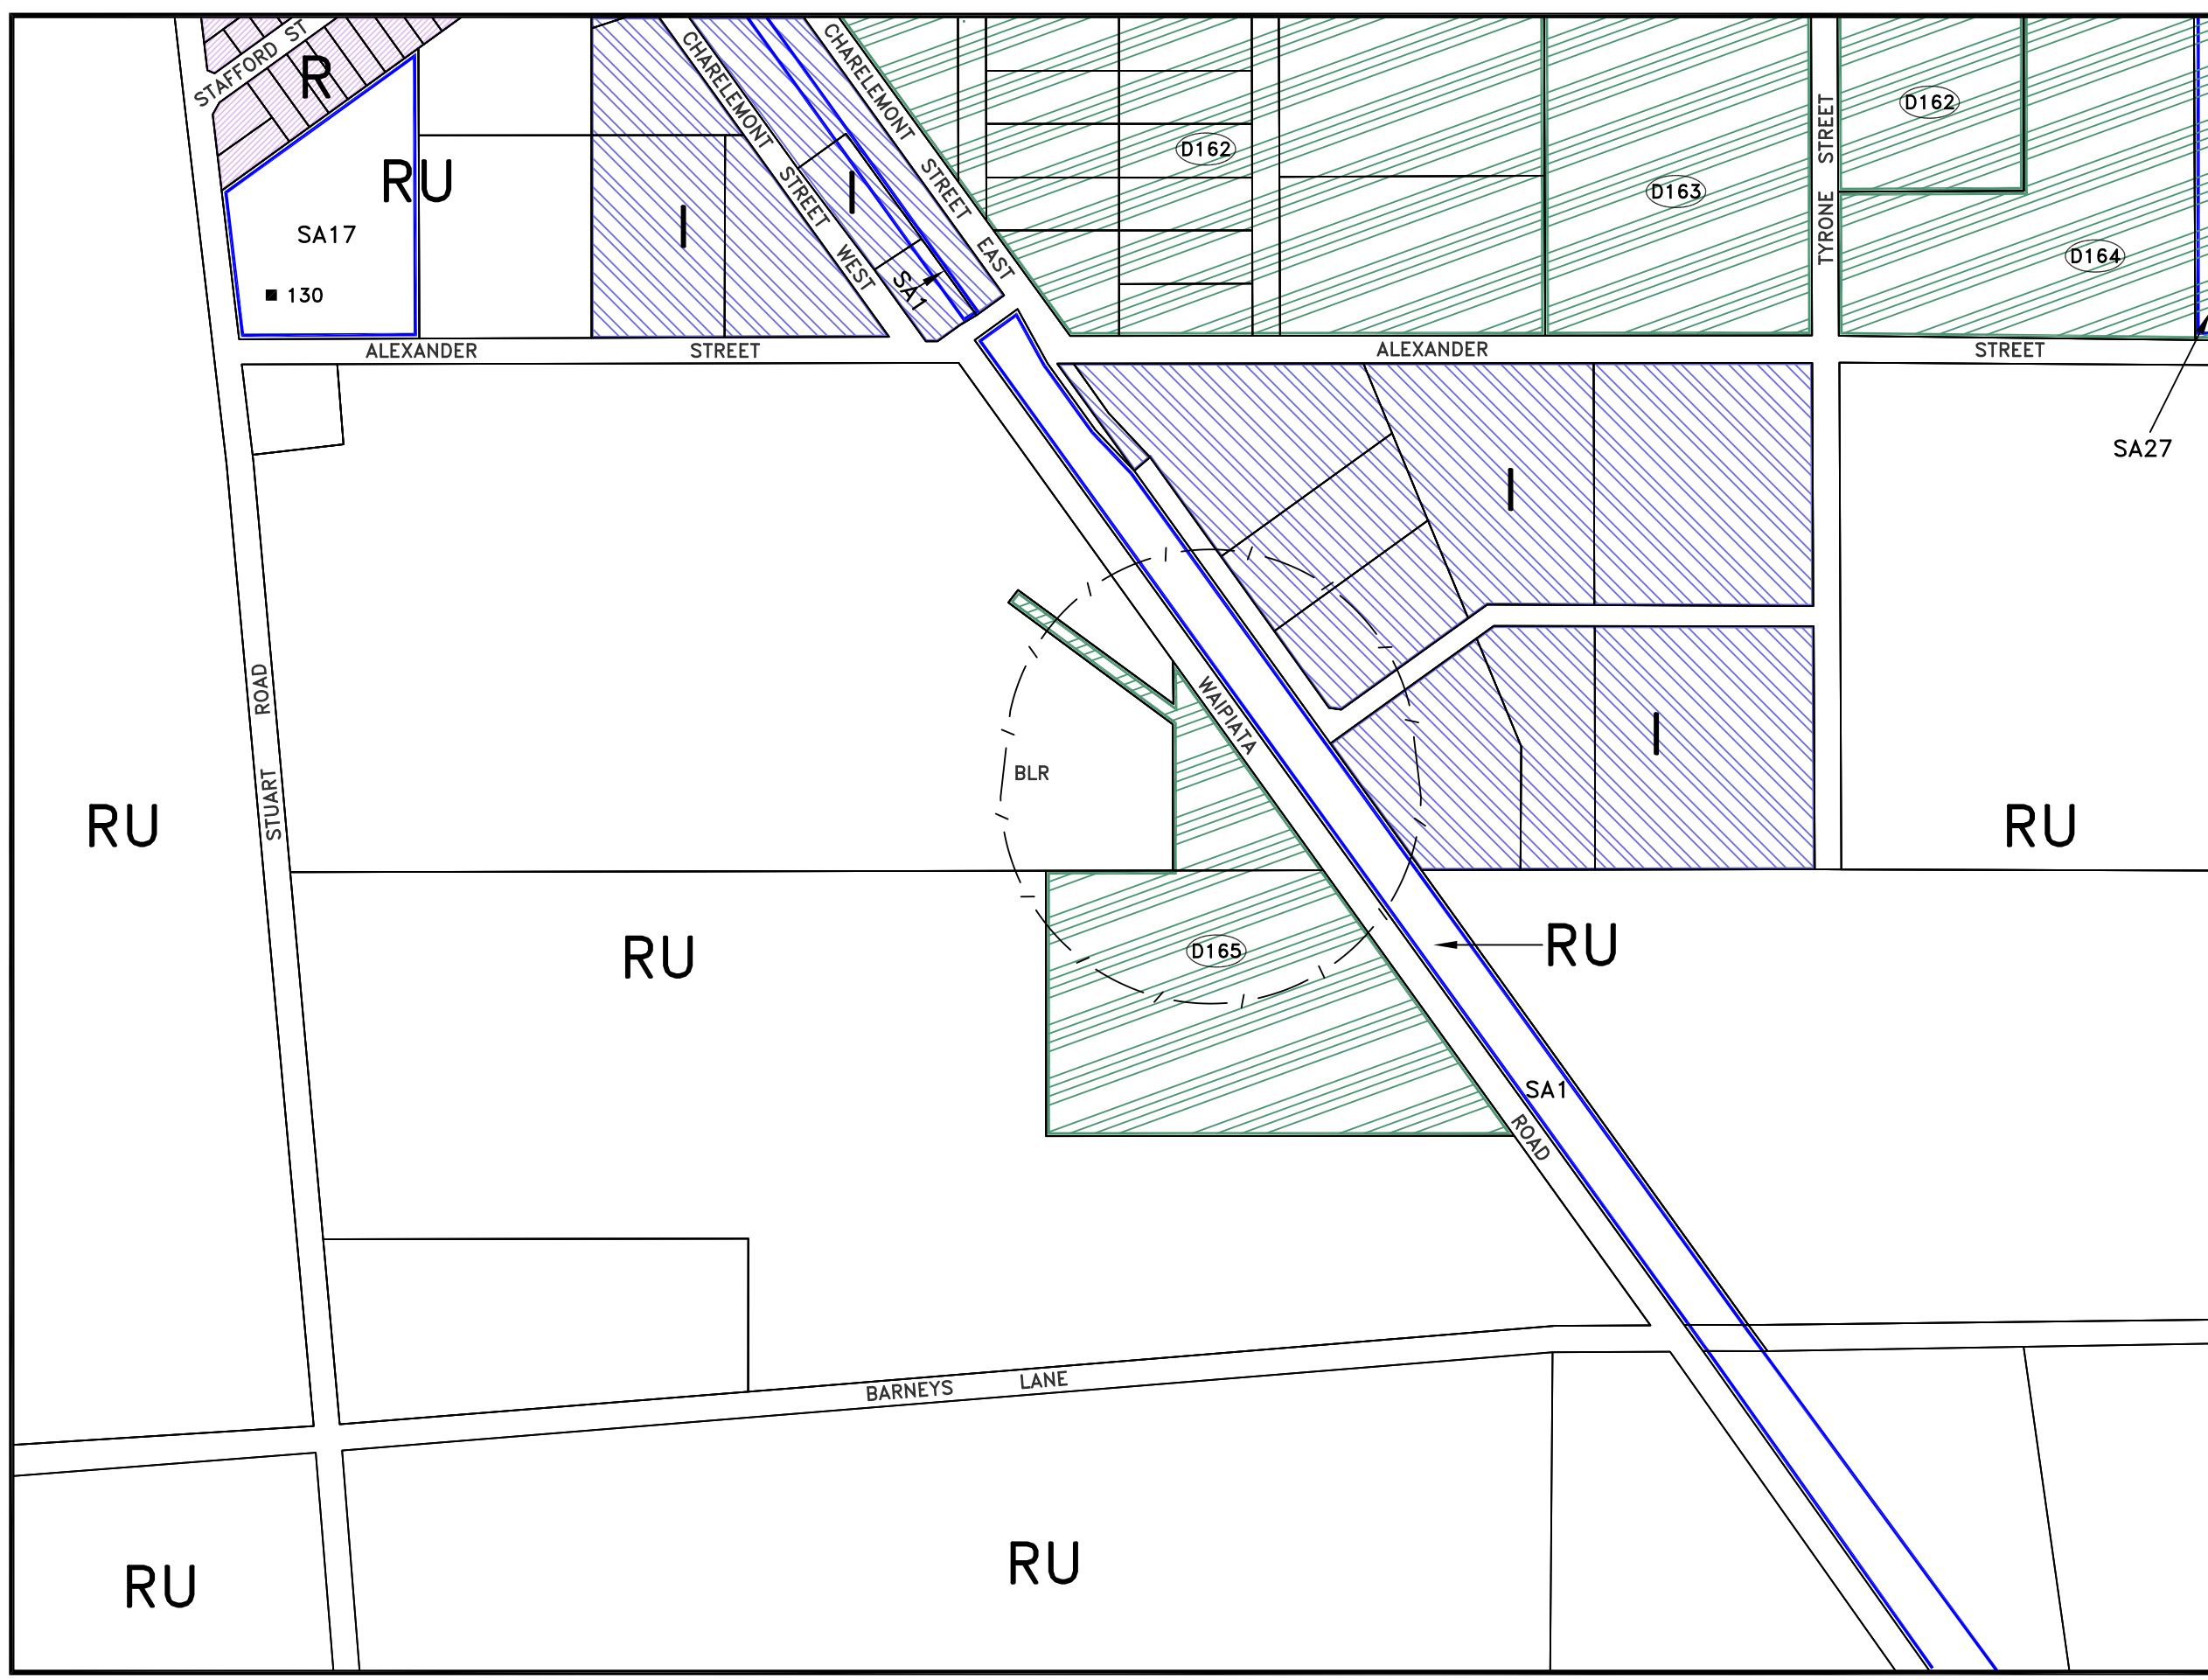 STAFFORD ST
R
CHARELEMONT STREET WEST
CHARELEMONT STREET EAST
D162
D163
TYRONE STREET
D162
D164
RU
I
I
SA17
SA1
130
ALEXANDER STREET
ALEXANDER STREET
SA27
I
STUART ROAD
WAIPIATA ROAD
I
BLR
RU
RU
RU
D165
RU
SA1
BARNEYS LANE
RU
RU